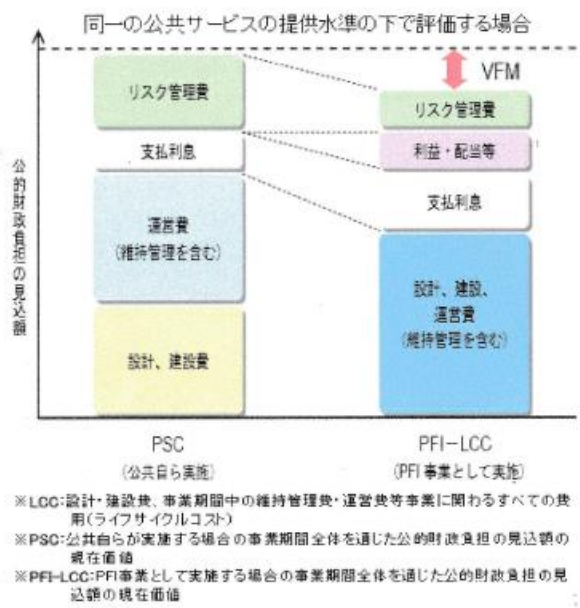 同一の公共サービスの提供水準の下で評価する場合
VFM
リスク管理費
支払利息
運営費
(維持管理を含む)
設計、建設費
リスク管理費
利益・配当等
支払利息
設計、建設、
運営費
(維持管理を含む)
公的財政負担の見込額
PSC
(公共自ら実施)
PFI-LCC
(PFI事業として実施)
※LCC:設計・建設費、事業期間中の維持管理費・運営費等事業に関わるすべての費
用(ライフサイクルコスト)
※PSC:公共自らが実施する場合の事業期間全体を通じた公的財政負担の見込額の
現在価値
※PFI-LCC:PFI事業として実施する場合の事業期間全体を通じた公的財政負担の見
込額の現在価値